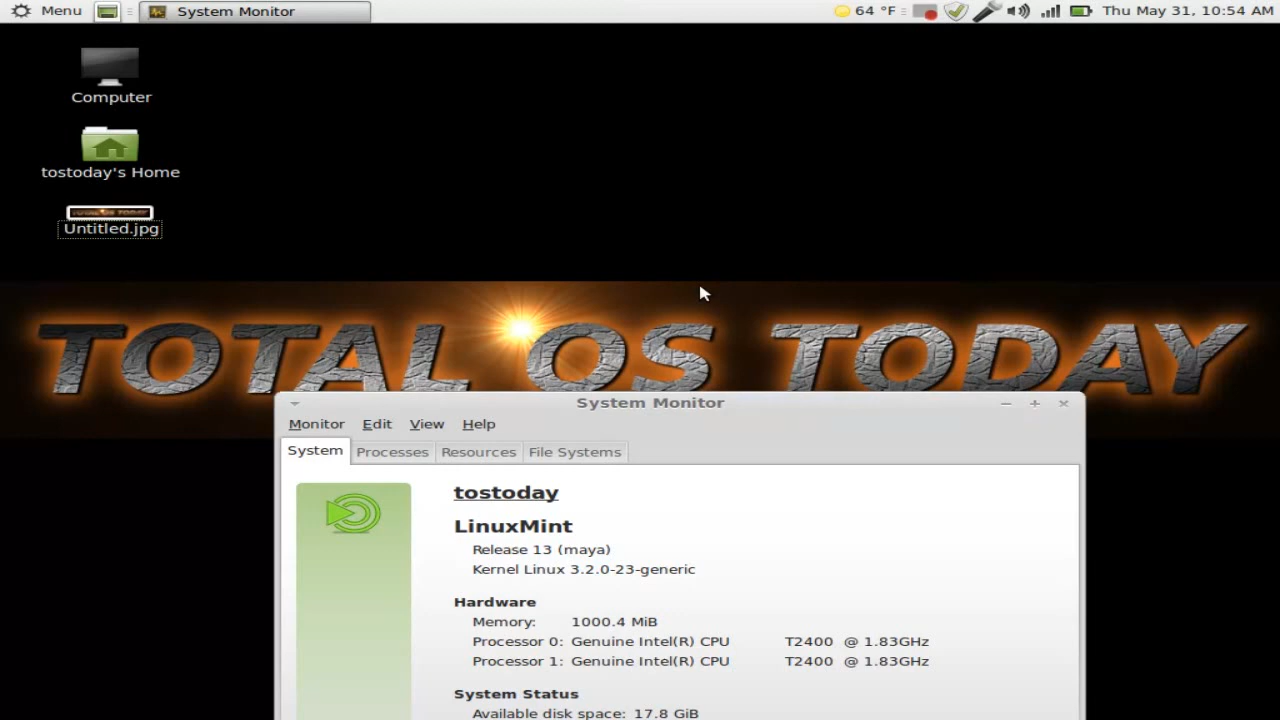 Menu System Monitor 64 °F Thu May 31, 10:54 AM
Computer
tostoday's Home
TOTAL OS TODAY
Untitled.jpg
TOTAL OS TODAY
System Monitor
Monitor Edit View Help
System Processes Resources File Systems
tostoday
LinuxMint
Release 13 (maya)
Kernel Linux 3.2.0-23-generic
Hardware
Memory: 1000.4 MiB
Processor 0: Genuine Intel(R) CPU T2400 @ 1.83GHz
Processor 1: Genuine Intel(R) CPU T2400 @ 1.83GHz
System Status
Available disk space: 17.8 GiB